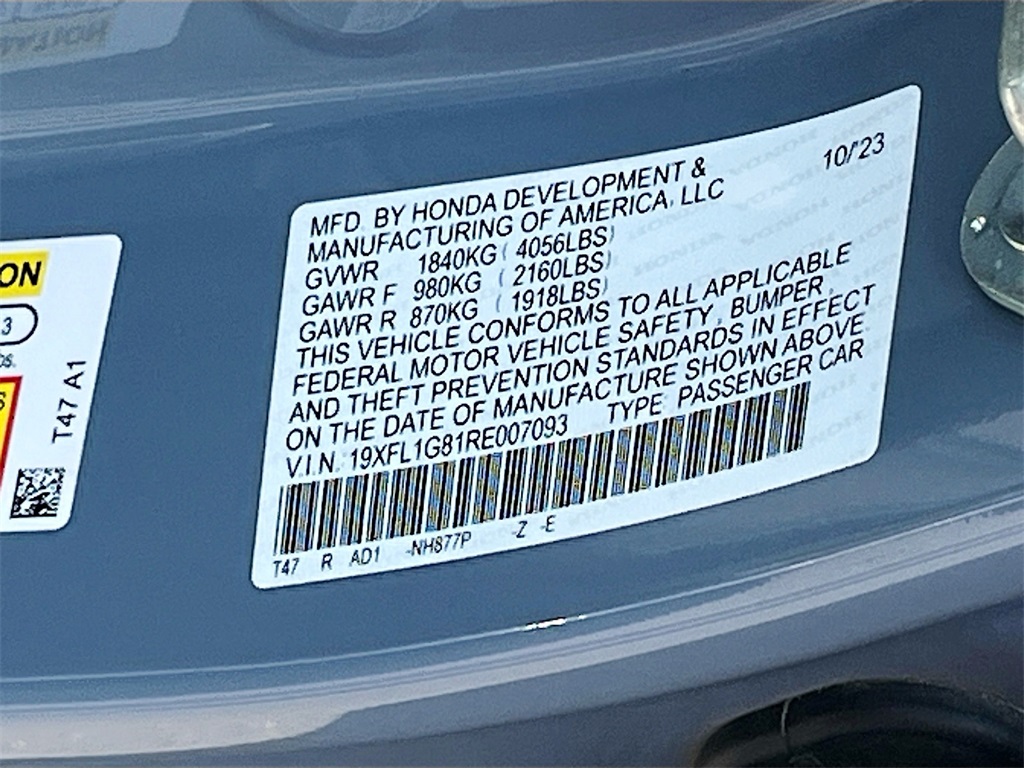 10/23
MFD. BY HONDA DEVELOPMENT &
MANUFACTURING OF AMERICA, LLC
GVWR 1840KG ( 4056LBS)
GAWR F 980KG ( 2160LBS)
GAWR R 870KG ( 1918LBS)
THIS VEHICLE CONFORMS TO ALL APPLICABLE
FEDERAL MOTOR VEHICLE SAFETY, BUMPER,
AND THEFT PREVENTION STANDARDS IN EFFECT
ON THE DATE OF MANUFACTURE SHOWN ABOVE.
V.I.N. 19XFL1G81RE007093 TYPE: PASSENGER CAR
T47 R AD1 -NH877P -Z -E
ON
3
T47 A1